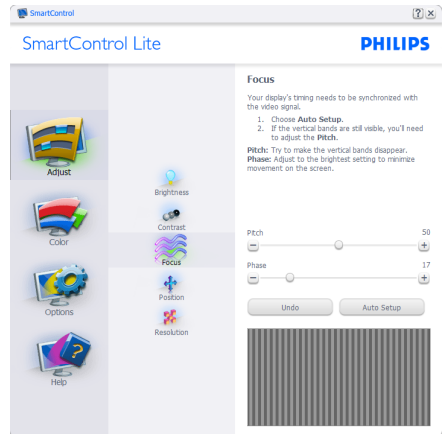 SmartControl
SmartControl Lite
PHILIPS
Adjust
Color
Options
Help
Brightness
Contrast
Focus
Position
Resolution
Focus
Your display's timing needs to be synchronized with
the video signal.
1. Choose Auto Setup.
2. If the vertical bands are still visible, you'll need
to adjust the Pitch.
Pitch: Try to make the vertical bands disappear.
Phase: Adjust to the brightest setting to minimize
movement on the screen.
Pitch 50
Phase 17
Undo Auto Setup